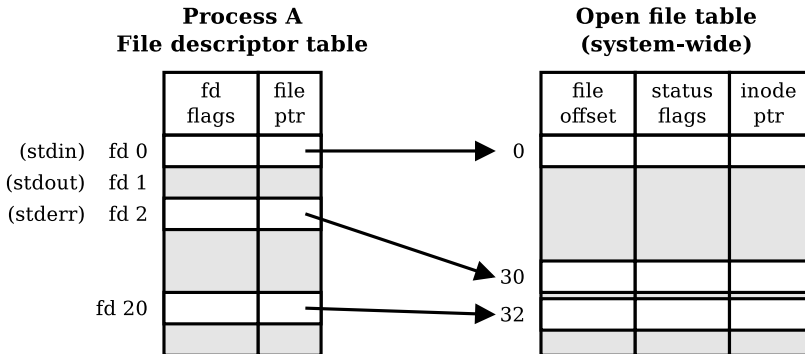 Process A
File descriptor table
Open file table
(system-wide)
fd
flags
file
ptr
file
offset
status
flags
inode
ptr
(stdin) fd 0
0
(stdout) fd 1
(stderr) fd 2
30
fd 20
32